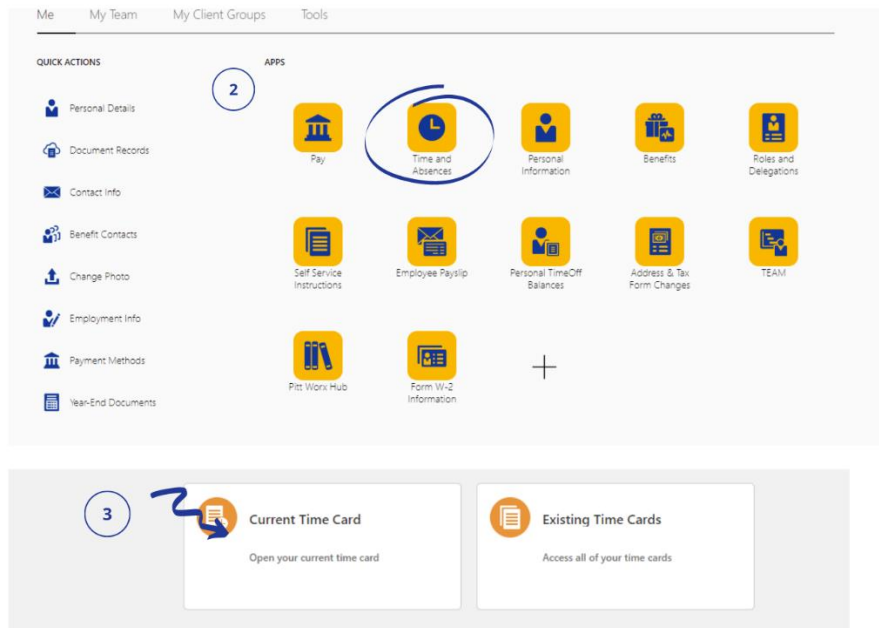 Me My Team My Client Groups Tools
QUICK ACTIONS
Personal Details
Document Records
Contact Info
Benefit Contacts
Change Photo
Employment Info
Payment Methods
Year-End Documents
2
APPS
Pay
Time and
Absences
Personal
Information
Benefits
Roles and
Delegations
Self Service
Instructions
Employee Payslip
Personal TimeOff
Balances
Address & Tax
Form Changes
TEAM
Pitt Worx Hub
Form W-2
Information
3
Current Time Card
Open your current time card
Existing Time Cards
Access all of your time cards